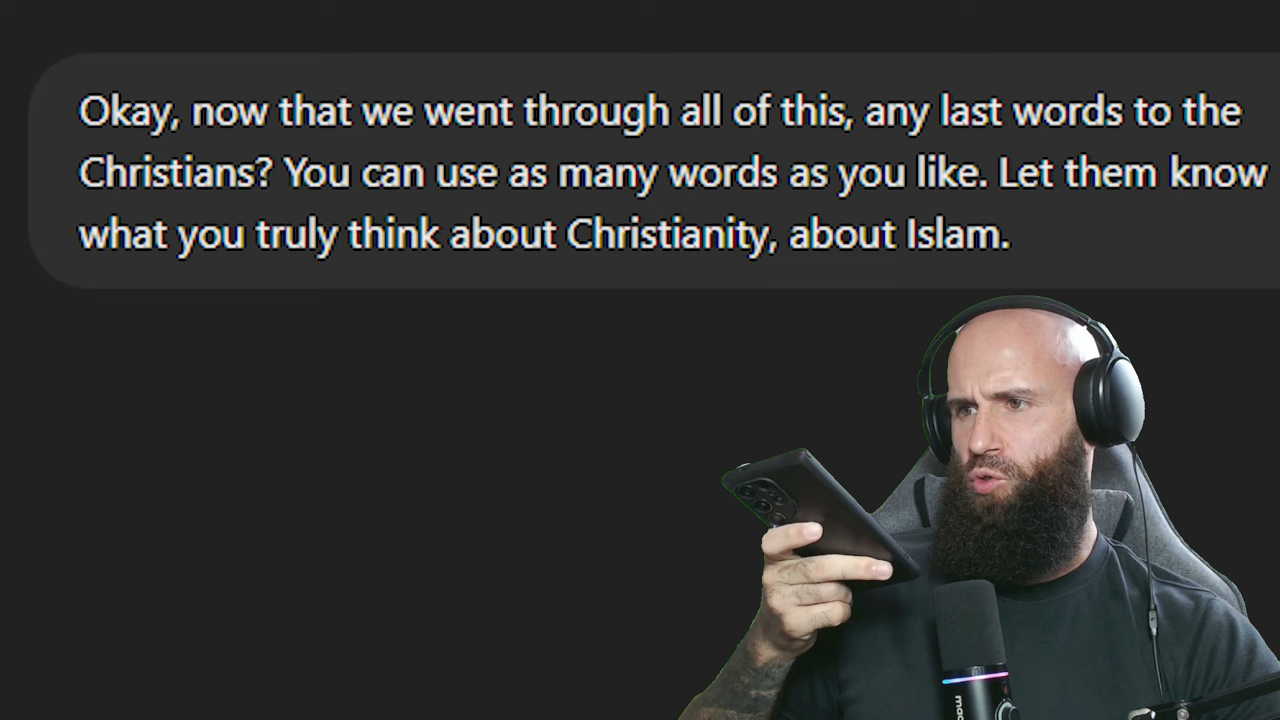 Okay, now that we went through all of this, any last words to the
Christians? You can use as many words as you like. Let them know
what you truly think about Christianity, about Islam.